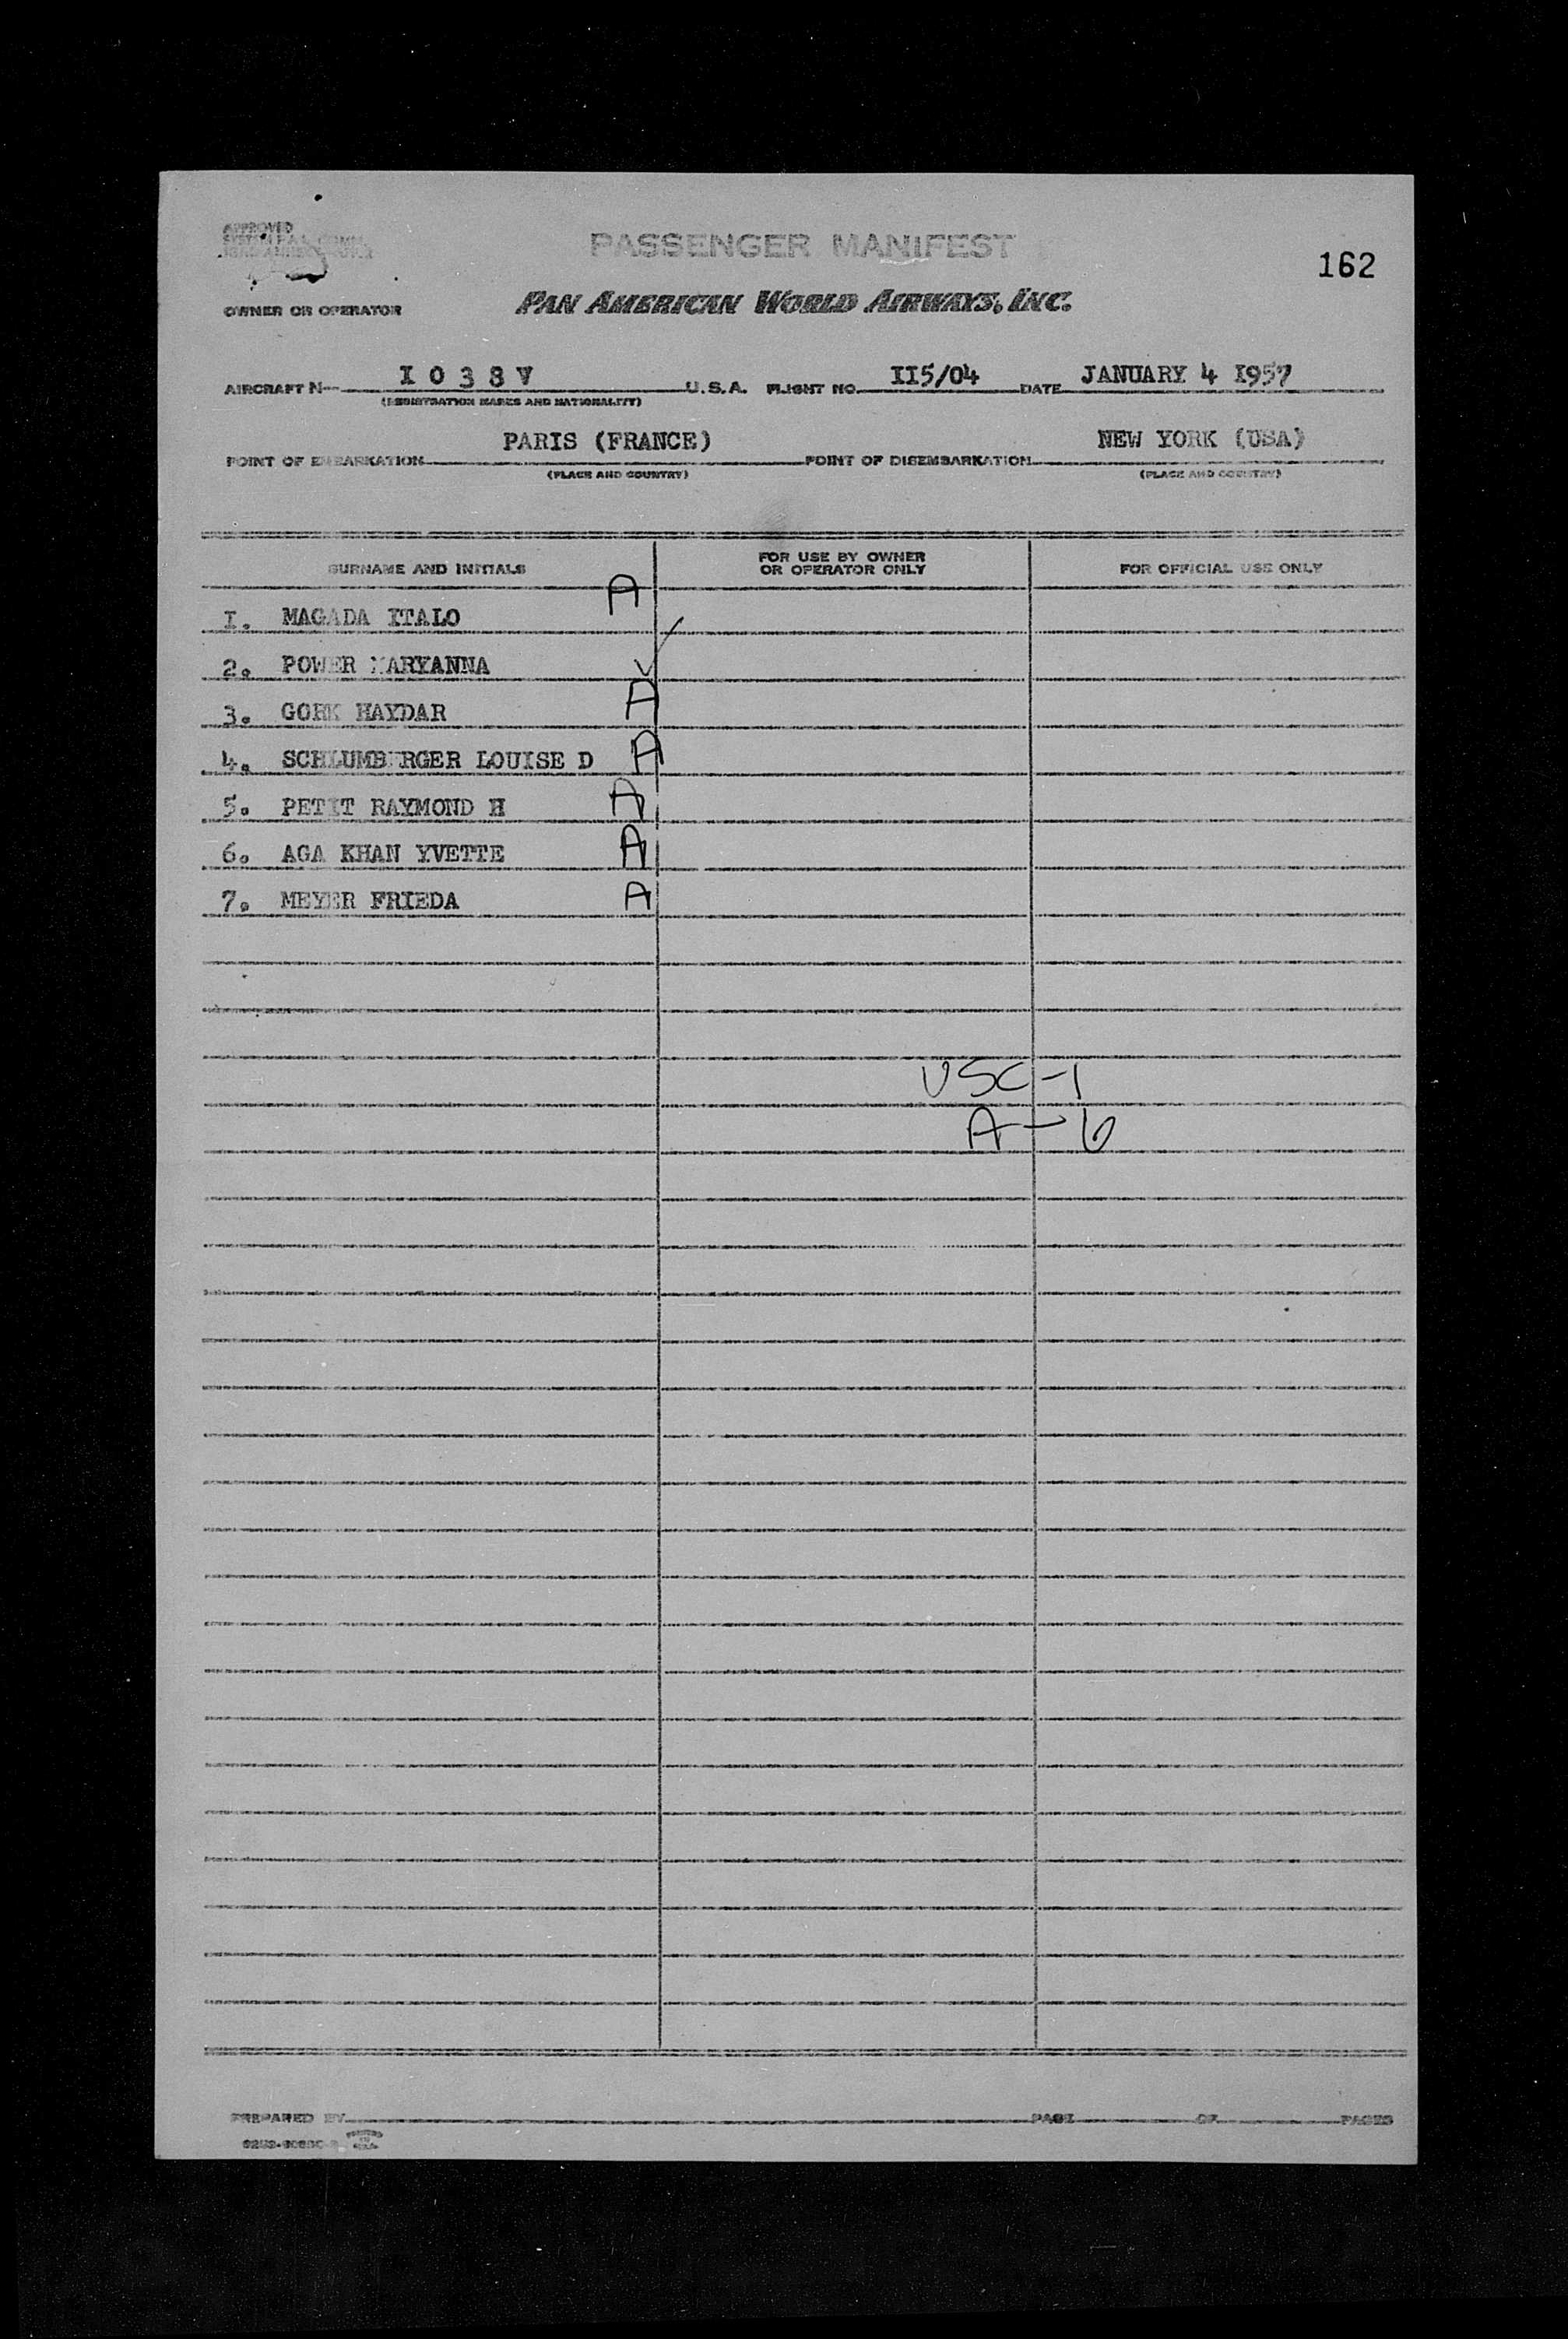 APPROVED
PASSENGER MANIFEST
162
OWNER OR OPERATOR PAN AMERICAN WORLD AIRWAYS, INC.
AIRCRAFT N- I 0 3 8 V U.S.A. FLIGHT NO. II5/04 DATE JANUARY 4 I957
(REGISTRATION MARKS AND NATIONALITY)
POINT OF EMBARKATION PARIS (FRANCE) POINT OF DISEMBARKATION NEW YORK (USA)
(PLACE AND COUNTRY) (PLACE AND COUNTRY)
SURNAME AND INITIALS FOR USE BY OWNER OR OPERATOR ONLY FOR OFFICIAL USE ONLY
I. MAGADA ITALO A
2. POWER MARYANNA ✓
3. GORK HAYDAR A
4. SCHLUMBERGER LOUISE D A
5. PETIT RAYMOND H A
6. AGA KHAN YVETTE A
7. MEYER FRIEDA A
USC-1
A-6
PREPARED BY PAGE OF PAGES